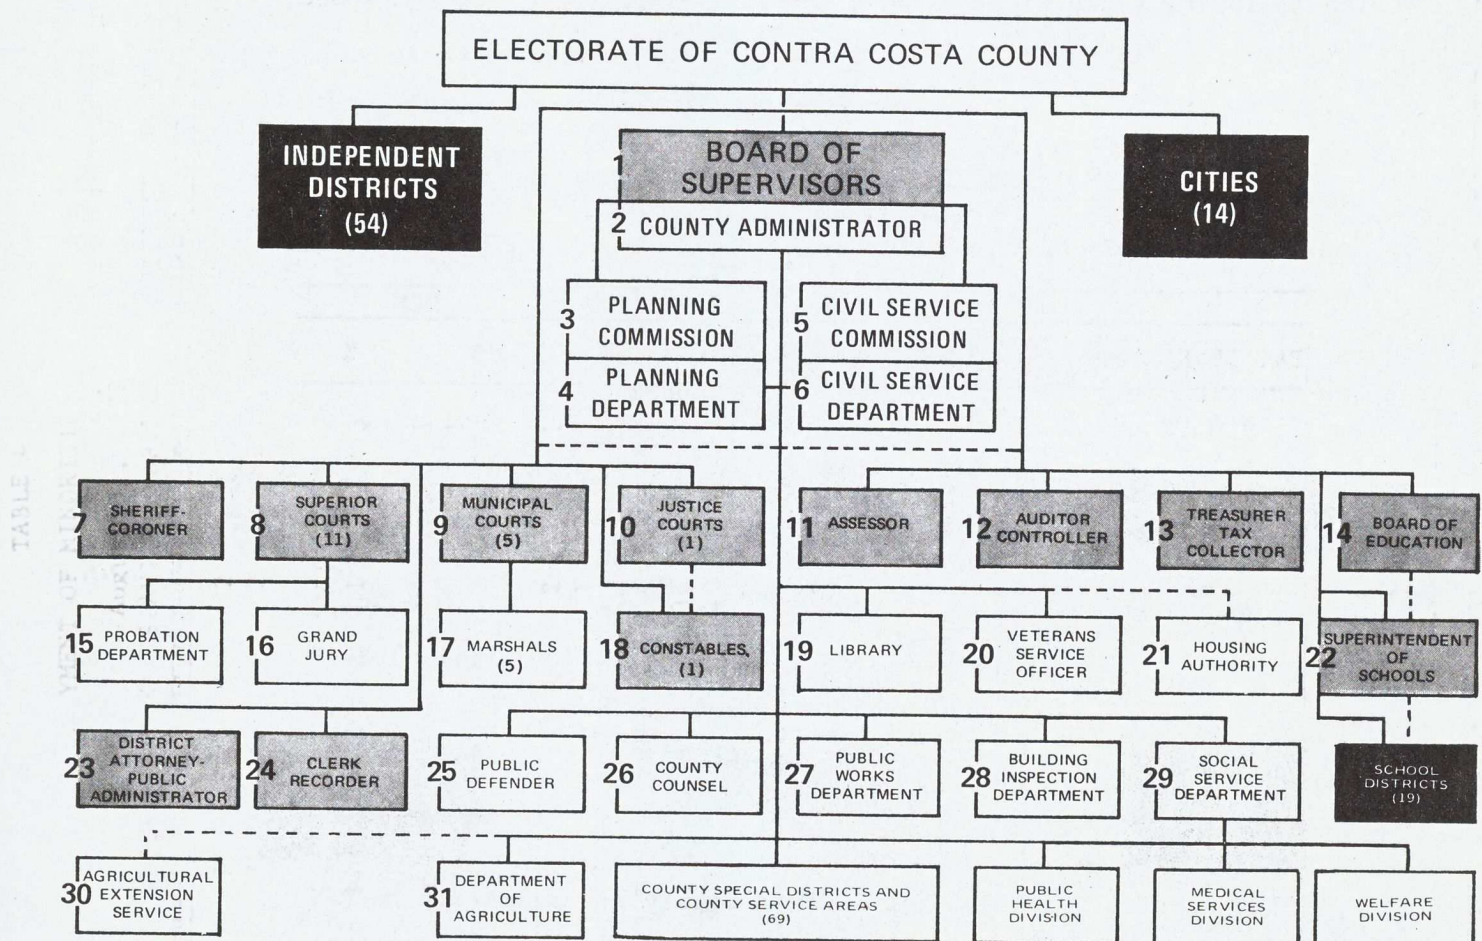 ELECTORATE OF CONTRA COSTA COUNTY
INDEPENDENT
DISTRICTS
(54)
1
BOARD OF
SUPERVISORS
CITIES
(14)
2
COUNTY ADMINISTRATOR
3
PLANNING
COMMISSION
5
CIVIL SERVICE
COMMISSION
4
PLANNING
DEPARTMENT
6
CIVIL SERVICE
DEPARTMENT
7
SHERIFF-
CORONER
8
SUPERIOR
COURTS
(11)
9
MUNICIPAL
COURTS
(5)
10
JUSTICE
COURTS
(1)
11
ASSESSOR
12
AUDITOR
CONTROLLER
13
TREASURER
TAX
COLLECTOR
14
BOARD OF
EDUCATION
15
PROBATION
DEPARTMENT
16
GRAND
JURY
17
MARSHALS
(5)
18
CONSTABLES,
(1)
19
LIBRARY
20
VETERANS
SERVICE
OFFICER
21
HOUSING
AUTHORITY
22
SUPERINTENDENT
OF
SCHOOLS
23
DISTRICT
ATTORNEY-
PUBLIC
ADMINISTRATOR
24
CLERK
RECORDER
25
PUBLIC
DEFENDER
26
COUNTY
COUNSEL
27
PUBLIC
WORKS
DEPARTMENT
28
BUILDING
INSPECTION
DEPARTMENT
29
SOCIAL
SERVICE
DEPARTMENT
SCHOOL
DISTRICTS
(19)
30
AGRICULTURAL
EXTENSION
SERVICE
31
DEPARTMENT
OF
AGRICULTURE
COUNTY SPECIAL DISTRICTS AND
COUNTY SERVICE AREAS
(69)
PUBLIC
HEALTH
DIVISION
MEDICAL
SERVICES
DIVISION
WELFARE
DIVISION
TABLE